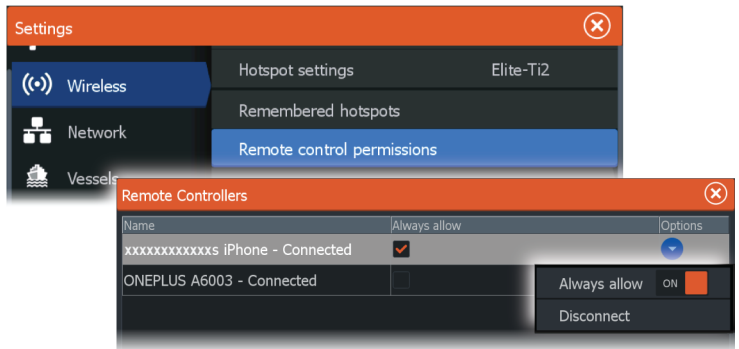 Settings
Wireless
Hotspot settings Elite-Ti2
Remembered hotspots
Network
Remote control permissions
Vessels
Remote Controllers
Name Always allow Options
xxxxxxxxxxxxs iPhone - Connected
ONEPLUS A6003 - Connected
Always allow ON
Disconnect